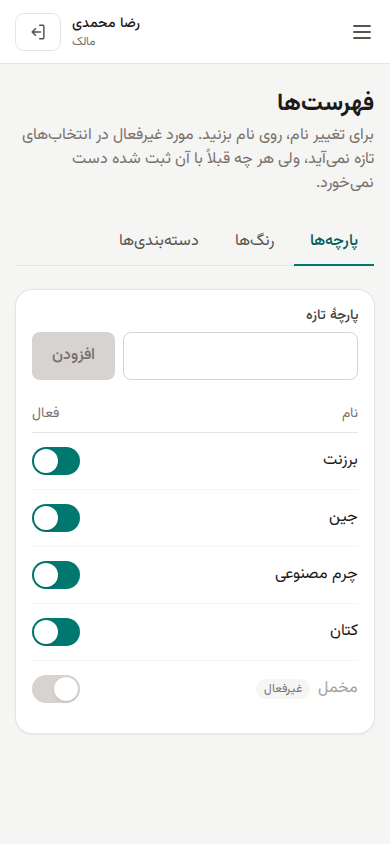 رضا محمدی
مالک
فهرست‌ها
برای تغییر نام، روی نام بزنید. مورد غیرفعال در انتخاب‌های
تازه نمی‌آید، ولی هر چه قبلاً با آن ثبت شده دست
نمی‌خورد.
پارچه‌ها رنگ‌ها دسته‌بندی‌ها
پارچهٔ تازه
افزودن
نام فعال
برزنت
جین
چرم مصنوعی
کتان
مخمل غیرفعال